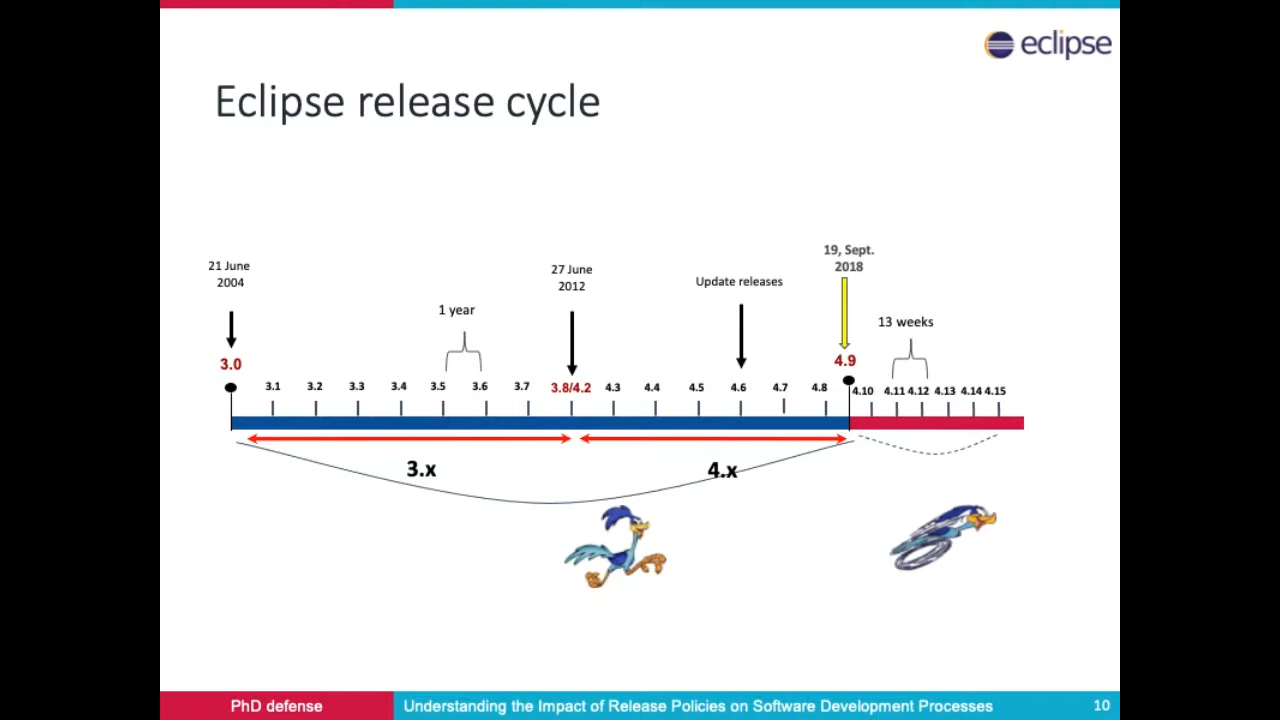 eclipse
Eclipse release cycle
19, Sept.
2018
21 June
2004
27 June
2012
Update releases
1 year
13 weeks
3.0
4.9
3.1 3.2 3.3 3.4 3.5 3.6 3.7 3.8/4.2 4.3 4.4 4.5 4.6 4.7 4.8 4.10 4.11 4.12 4.13 4.14 4.15
3.x 4.x
PhD defense Understanding the Impact of Release Policies on Software Development Processes 10